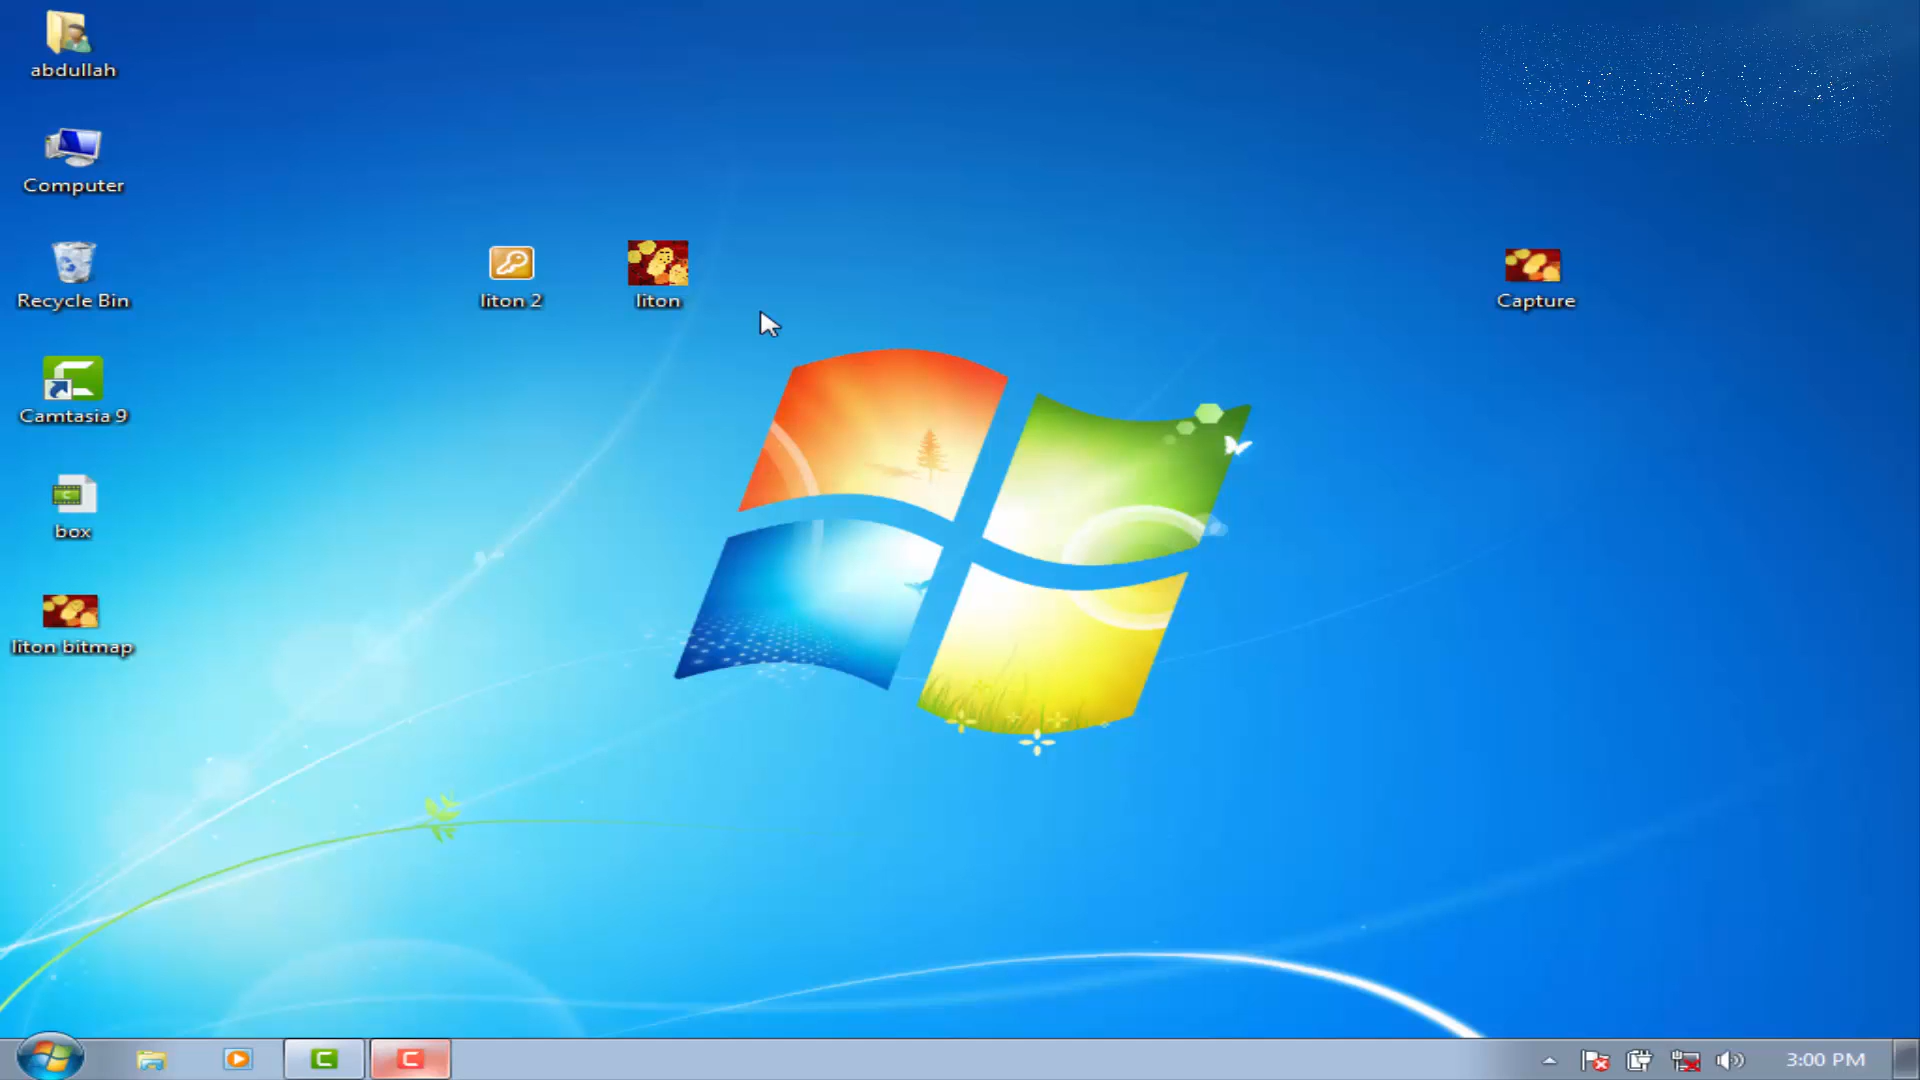 abdullah
Computer
Recycle Bin
liton 2
liton
Capture
Camtasia 9
box
liton bitmap
3:00 PM